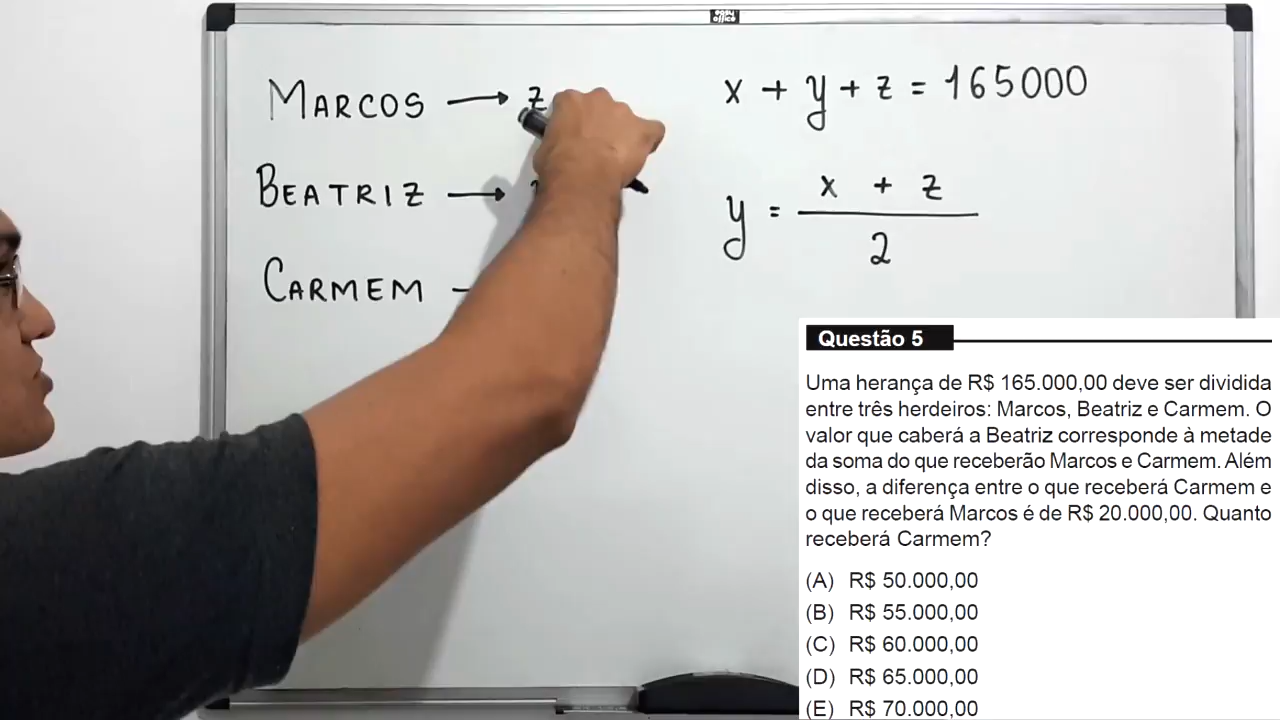 easy
office
MARCOS → z
BEATRIZ →
CARMEM
x + y + z = 165000
y = x + z / 2
Questão 5
Uma herança de R$ 165.000,00 deve ser dividida
entre três herdeiros: Marcos, Beatriz e Carmem. O
valor que caberá a Beatriz corresponde à metade
da soma do que receberão Marcos e Carmem. Além
disso, a diferença entre o que receberá Carmem e
o que receberá Marcos é de R$ 20.000,00. Quanto
receberá Carmem?
(A) R$ 50.000,00
(B) R$ 55.000,00
(C) R$ 60.000,00
(D) R$ 65.000,00
(E) R$ 70.000,00